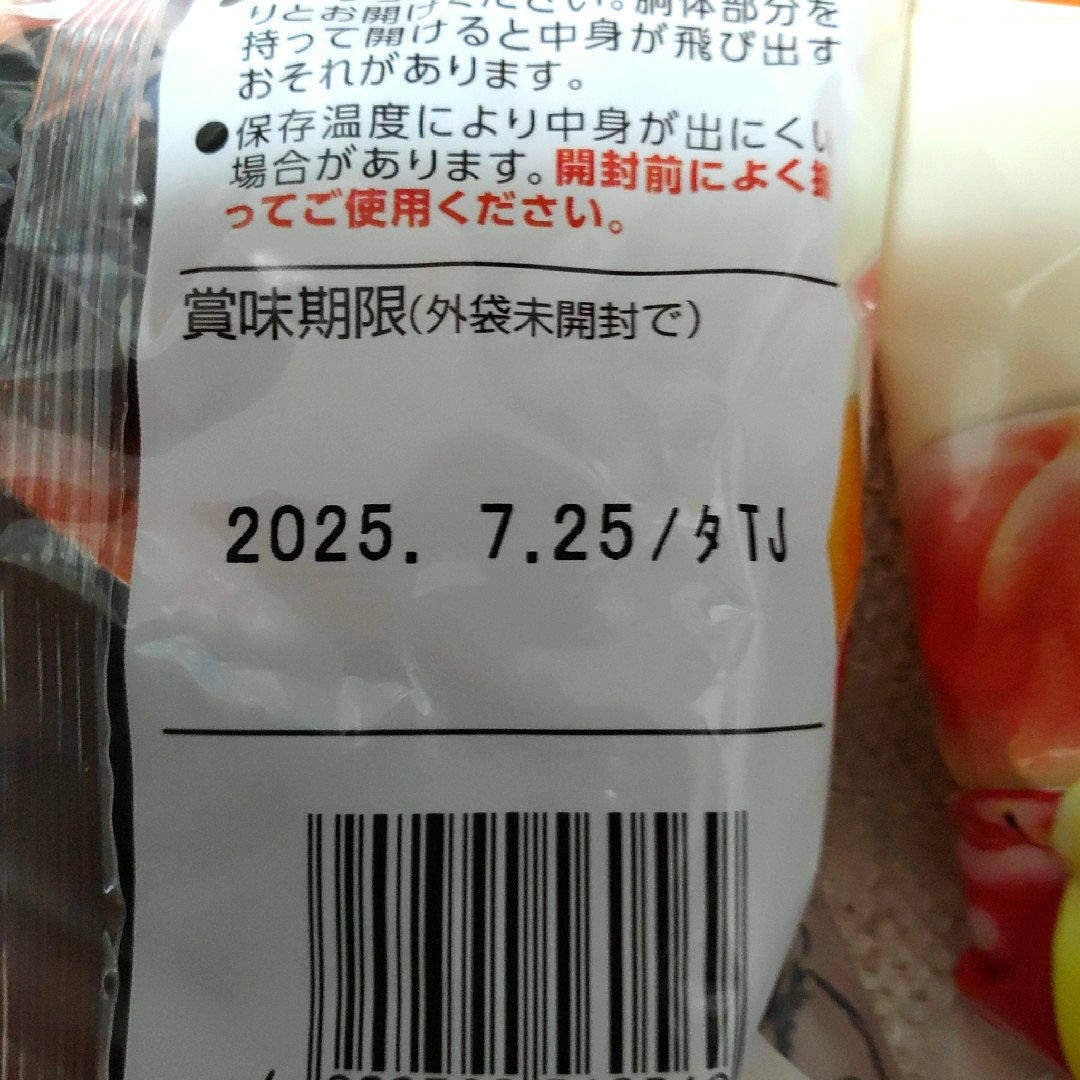 りとお開けください。胴体部分を
持って開けると中身が飛び出す
おそれがあります。
●保存温度により中身が出にくい
場合があります。開封前によく振
ってご使用ください。
賞味期限(外袋未開封で)
2025. 7.25/タTJ